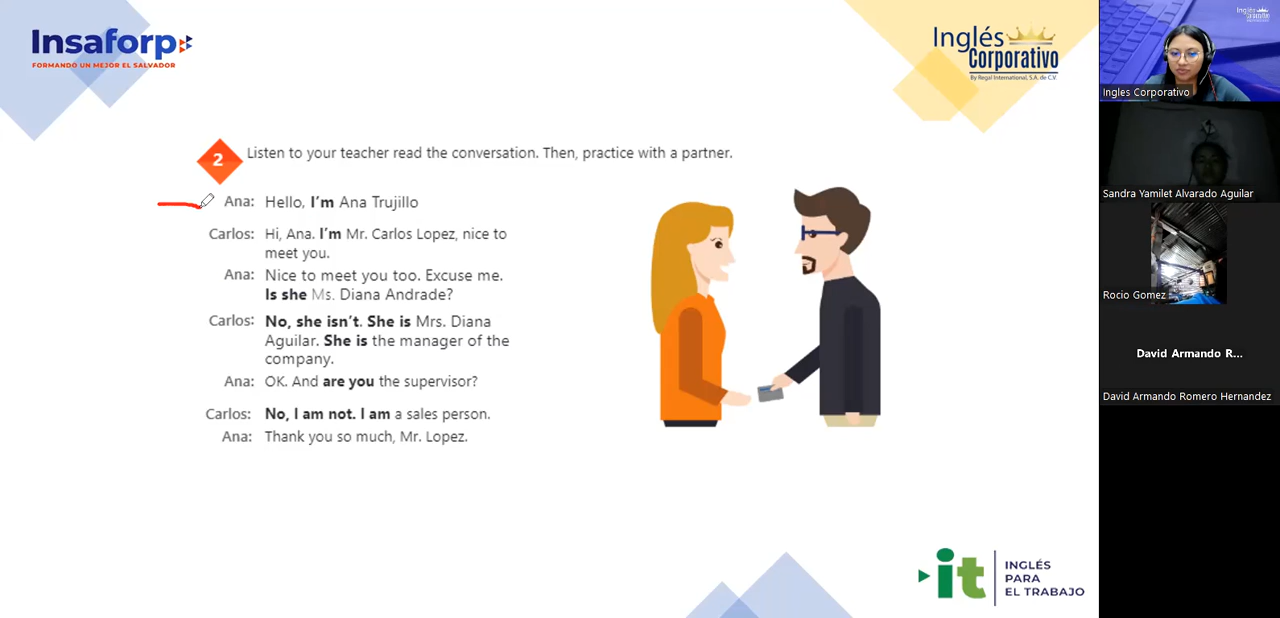 Insaforp
FORMANDO UN MEJOR EL SALVADOR
Inglés
Corporativo
By Regal International, S.A. de C.V.
2
Listen to your teacher read the conversation. Then, practice with a partner.
Ana: Hello, I'm Ana Trujillo
Carlos: Hi, Ana. I'm Mr. Carlos Lopez, nice to
meet you.
Ana: Nice to meet you too. Excuse me.
Is she Ms. Diana Andrade?
Carlos: No, she isn't. She is Mrs. Diana
Aguilar. She is the manager of the
company.
Ana: OK. And are you the supervisor?
Carlos: No, I am not. I am a sales person.
Ana: Thank you so much, Mr. Lopez.
it
INGLÉS
PARA
EL TRABAJO
Inglés
Ingles Corporativo
Sandra Yamilet Alvarado Aguilar
Rocio Gomez
David Armando R...
David Armando Romero Hernandez